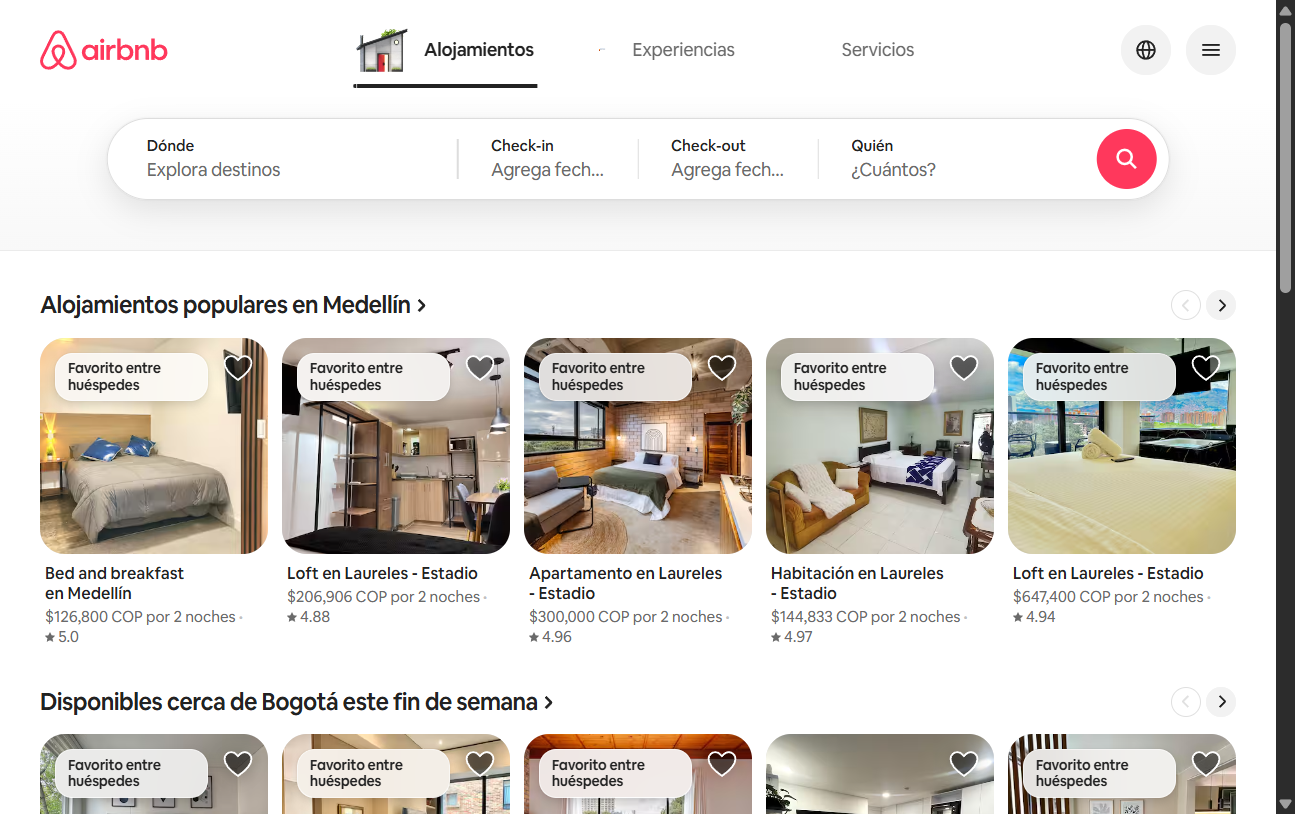 airbnb
Alojamientos
Experiencias
Servicios
Dónde
Explora destinos
Check-in
Agrega fech...
Check-out
Agrega fech...
Quién
¿Cuántos?
Alojamientos populares en Medellín
Favorito entre
huéspedes
Favorito entre
huéspedes
Favorito entre
huéspedes
Favorito entre
huéspedes
Favorito entre
huéspedes
Bed and breakfast
en Medellín
$126,800 COP por 2 noches ·
★ 5.0
Loft en Laureles - Estadio
$206,906 COP por 2 noches ·
★ 4.88
Apartamento en Laureles
- Estadio
$300,000 COP por 2 noches ·
★ 4.96
Habitación en Laureles
- Estadio
$144,833 COP por 2 noches ·
★ 4.97
Loft en Laureles - Estadio
$647,400 COP por 2 noches ·
★ 4.94
Disponibles cerca de Bogotá este fin de semana
Favorito entre
huéspedes
Favorito entre
huéspedes
Favorito entre
huéspedes
Favorito entre
huéspedes